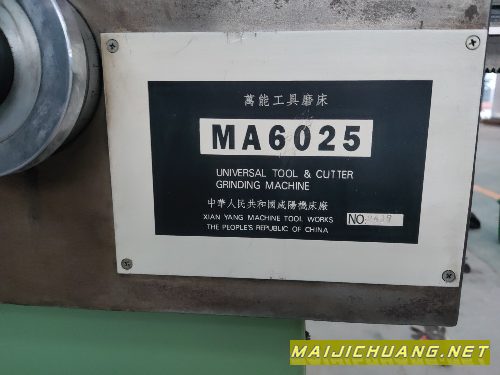 萬能工具磨床
MA6025
UNIVERSAL TOOL & CUTTER
GRINDING MACHINE
中華人民共和國咸陽機床廠
XIAN YANG MACHINE TOOL WORKS
THE PEOPLE'S REPUBLIC OF CHINA
NO
MAIJICHUANG.NET